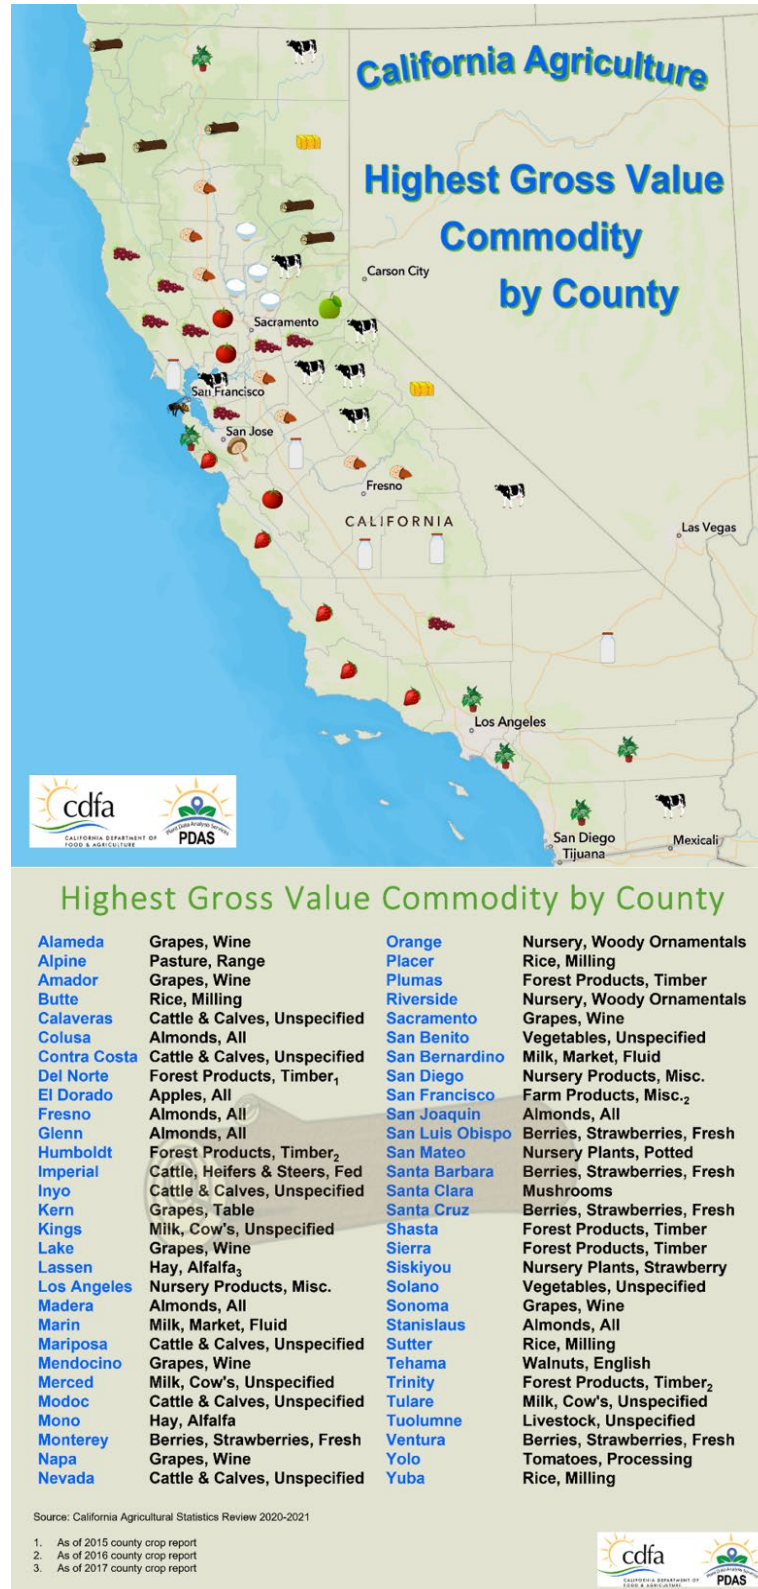 California Agriculture
Highest Gross Value
Commodity
by County
Carson City
Sacramento
San Francisco
San Jose
Fresno
CALIFORNIA
Las Vegas
Los Angeles
San Diego
Tijuana
Mexicali
cdfa
CALIFORNIA DEPARTMENT OF
FOOD & AGRICULTURE
Plant Data Analysis Services
PDAS
Highest Gross Value Commodity by County
Alameda Grapes, Wine
Alpine Pasture, Range
Amador Grapes, Wine
Butte Rice, Milling
Calaveras Cattle & Calves, Unspecified
Colusa Almonds, All
Contra Costa Cattle & Calves, Unspecified
Del Norte Forest Products, Timber1
El Dorado Apples, All
Fresno Almonds, All
Glenn Almonds, All
Humboldt Forest Products, Timber2
Imperial Cattle, Heifers & Steers, Fed
Inyo Cattle & Calves, Unspecified
Kern Grapes, Table
Kings Milk, Cow's, Unspecified
Lake Grapes, Wine
Lassen Hay, Alfalfa3
Los Angeles Nursery Products, Misc.
Madera Almonds, All
Marin Milk, Market, Fluid
Mariposa Cattle & Calves, Unspecified
Mendocino Grapes, Wine
Merced Milk, Cow's, Unspecified
Modoc Cattle & Calves, Unspecified
Mono Hay, Alfalfa
Monterey Berries, Strawberries, Fresh
Napa Grapes, Wine
Nevada Cattle & Calves, Unspecified
Orange Nursery, Woody Ornamentals
Placer Rice, Milling
Plumas Forest Products, Timber
Riverside Nursery, Woody Ornamentals
Sacramento Grapes, Wine
San Benito Vegetables, Unspecified
San Bernardino Milk, Market, Fluid
San Diego Nursery Products, Misc.
San Francisco Farm Products, Misc.2
San Joaquin Almonds, All
San Luis Obispo Berries, Strawberries, Fresh
San Mateo Nursery Plants, Potted
Santa Barbara Berries, Strawberries, Fresh
Santa Clara Mushrooms
Santa Cruz Berries, Strawberries, Fresh
Shasta Forest Products, Timber
Sierra Forest Products, Timber
Siskiyou Nursery Plants, Strawberry
Solano Vegetables, Unspecified
Sonoma Grapes, Wine
Stanislaus Almonds, All
Sutter Rice, Milling
Tehama Walnuts, English
Trinity Forest Products, Timber2
Tulare Milk, Cow's, Unspecified
Tuolumne Livestock, Unspecified
Ventura Berries, Strawberries, Fresh
Yolo Tomatoes, Processing
Yuba Rice, Milling
Source: California Agricultural Statistics Review 2020-2021
1. As of 2015 county crop report
2. As of 2016 county crop report
3. As of 2017 county crop report
cdfa
CALIFORNIA DEPARTMENT OF
FOOD & AGRICULTURE
Plant Data Analysis Services
PDAS